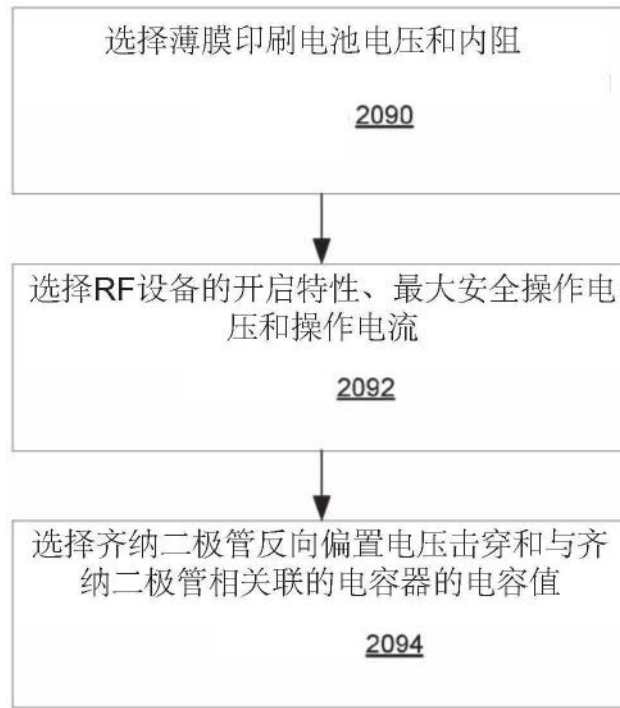 选择薄膜印刷电池电压和内阻
2090
选择RF设备的开启特性、最大安全操作电
压和操作电流
2092
选择齐纳二极管反向偏置电压击穿和与齐
纳二极管相关联的电容器的电容值
2094